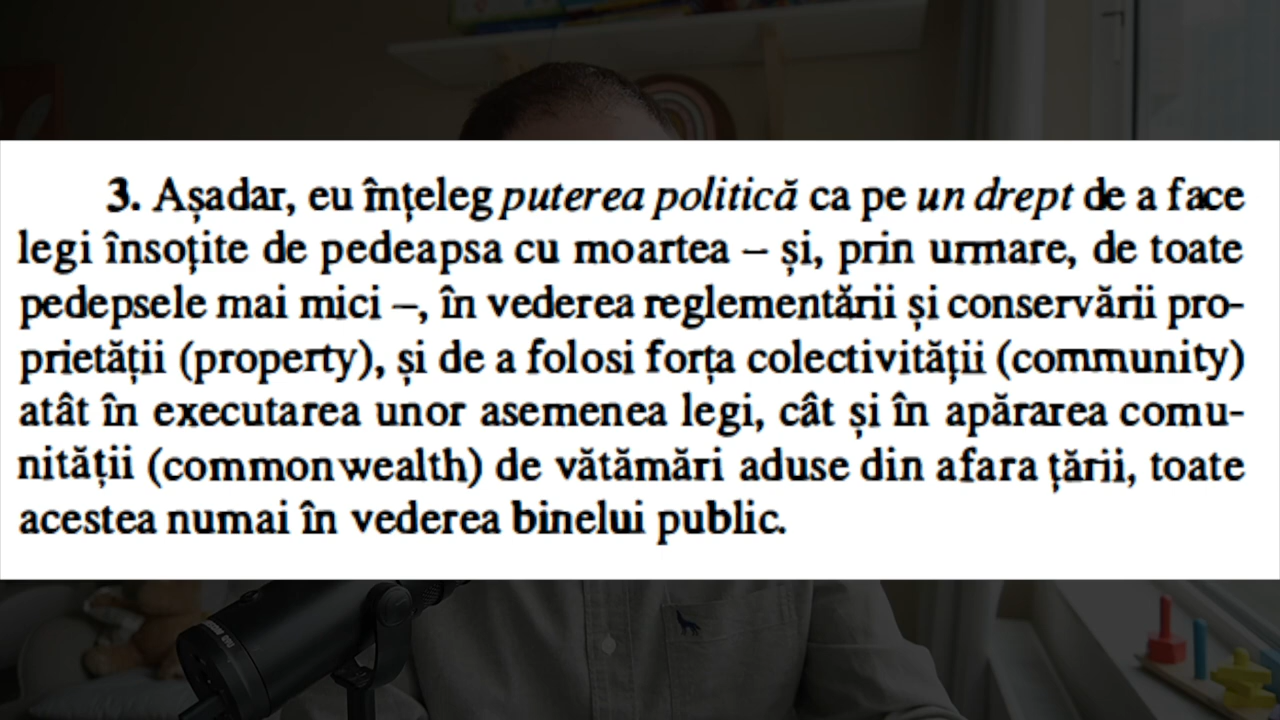 3. Așadar, eu înțeleg puterea politică ca pe un drept de a face
legi însoțite de pedeapsa cu moartea – și, prin urmare, de toate
pedepsele mai mici –, în vederea reglementării și conservării pro-
prietății (property), și de a folosi forța colectivității (community)
atât în executarea unor asemenea legi, cât și în apărarea comu-
nității (commonwealth) de vătămări aduse din afara țării, toate
acestea numai în vederea binelui public.